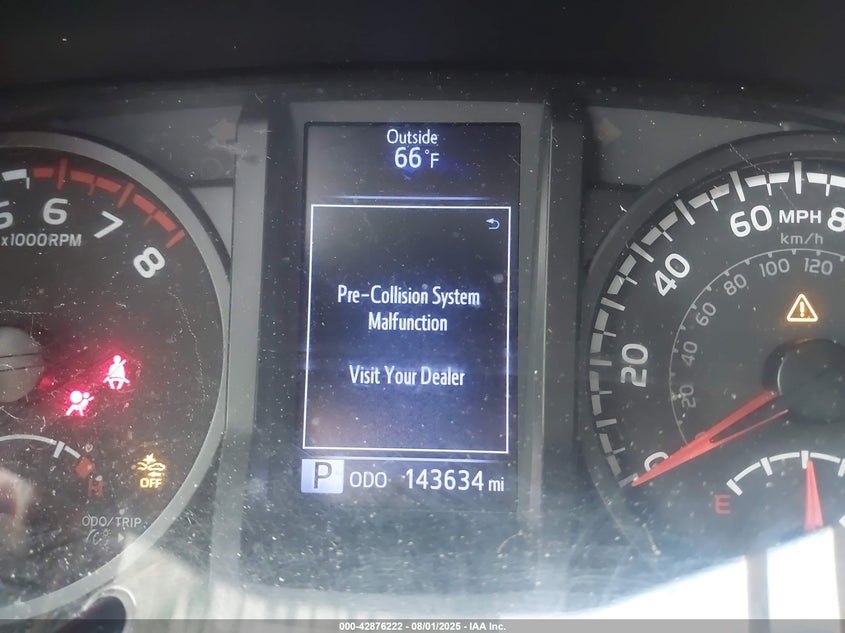 Outside
66°F
5 6 7 8
x1000RPM
Pre-Collision System
Malfunction
Visit Your Dealer
P ODO 143634 mi
OFF
ODO/TRIP
H
0 20 40 60 8
MPH
km/h
20 40 60 80 100 120
E
000-42876222 - 08/01/2025 - IAA Inc.